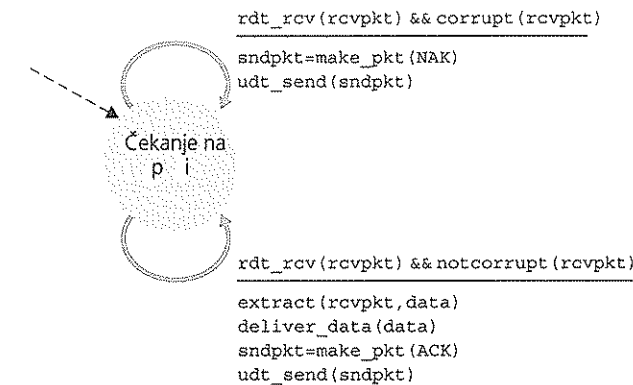 rdt_rcv(rcvpkt) && corrupt(rcvpkt)
sndpkt=make_pkt(NAK)
udt_send(sndpkt)
Čekanje na
rdt_rcv(rcvpkt) && notcorrupt(rcvpkt)
extract(rcvpkt,data)
deliver_data(data)
sndpkt=make_pkt(ACK)
udt_send(sndpkt)